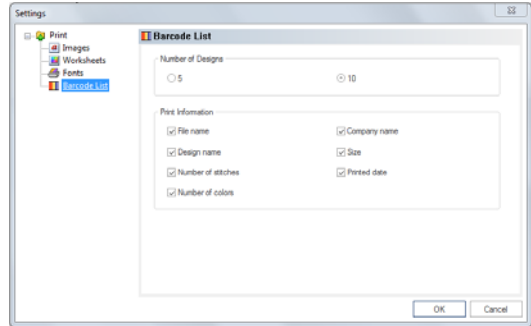 Settings
Print
Images
Worksheets
Fonts
Barcode List
Barcode List
Number of Designs
5
10
Print Information
File name
Company name
Design name
Size
Number of stitches
Printed date
Number of colors
OK
Cancel